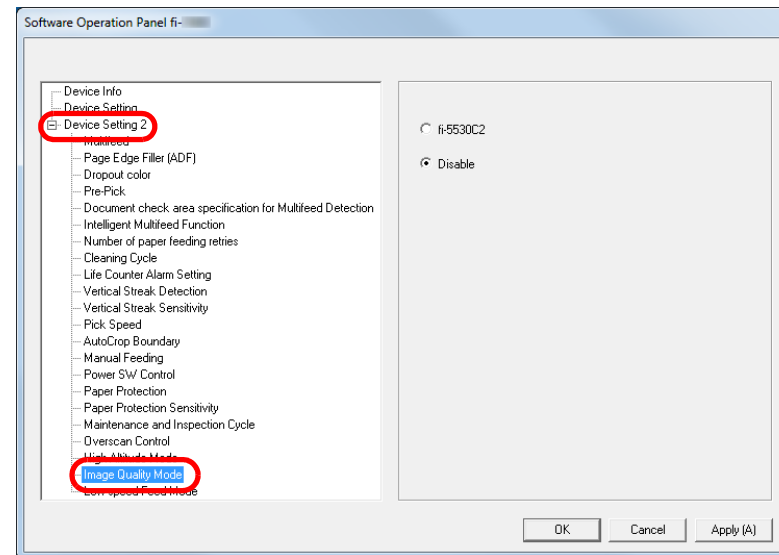 Software Operation Panel fi-
Device Info
Device Setting
Device Setting 2
Multifeed
Page Edge Filler (ADF)
Dropout color
Pre-Pick
Document check area specification for Multifeed Detection
Intelligent Multifeed Function
Number of paper feeding retries
Cleaning Cycle
Life Counter Alarm Setting
Vertical Streak Detection
Vertical Streak Sensitivity
Pick Speed
AutoCrop Boundary
Manual Feeding
Power SW Control
Paper Protection
Paper Protection Sensitivity
Maintenance and Inspection Cycle
Overscan Control
High Altitude Mode
Image Quality Mode
Low-speed Feed Mode
fi-5530C2
Disable
OK
Cancel
Apply (A)